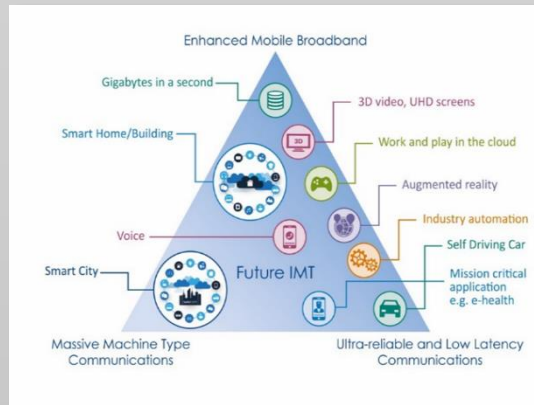 Enhanced Mobile Broadband
Gigabytes in a second
3D video, UHD screens
3D
Smart Home/Building
Work and play in the cloud
Augmented reality
Voice
Industry automation
Self Driving Car
Smart City
Future IMT
Mission critical
application
e.g. e-health
Massive Machine Type
Communications
Ultra-reliable and Low Latency
Communications